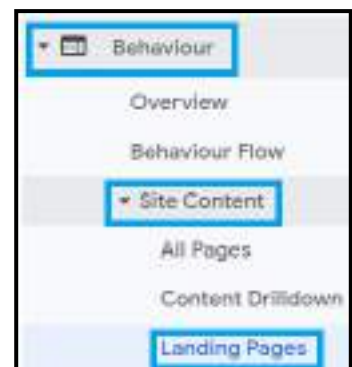 Behaviour
Overview
Behaviour Flow
Site Content
All Pages
Content Drilldown
Landing Pages